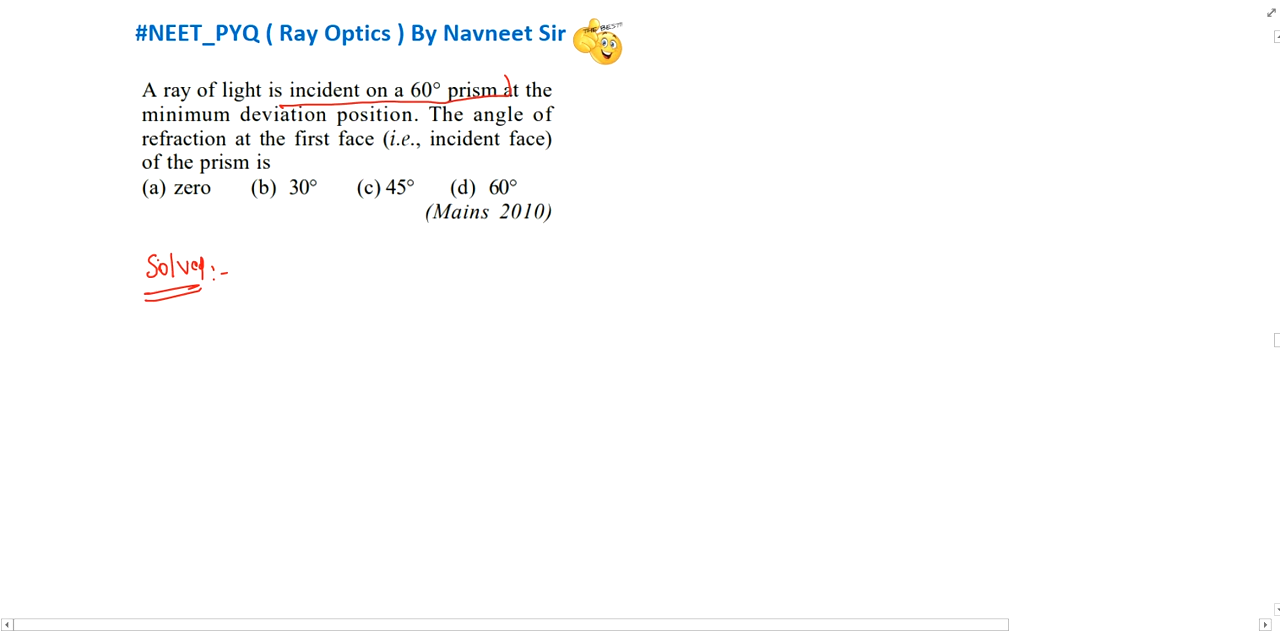 #NEET_PYQ ( Ray Optics ) By Navneet Sir
THE BEST!!
A ray of light is incident on a 60° prism at the
minimum deviation position. The angle of
refraction at the first face (i.e., incident face)
of the prism is
(a) zero (b) 30° (c) 45° (d) 60°
(Mains 2010)
Solve:-